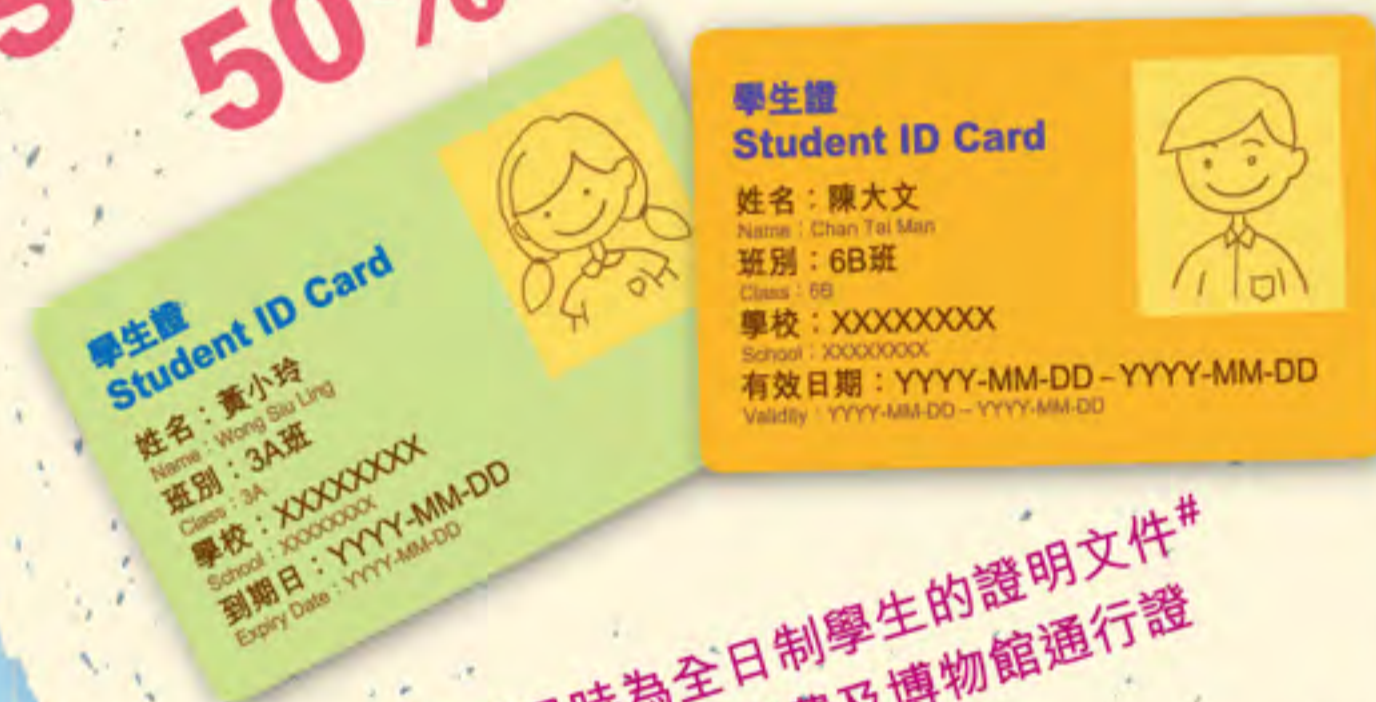 50%
學生證
Student ID Card
姓名：黃小玲
Name : Wong Siu Ling
班別：3A班
Class : 3A
學校：XXXXXXXX
School : XXXXXXXX
到期日：YYYY-MM-DD
Expiry Date : YYYY-MM-DD
學生證
Student ID Card
姓名：陳大文
Name : Chan Tai Man
班別：6B班
Class : 6B
學校：XXXXXXXX
School : XXXXXXXX
有效日期：YYYY-MM-DD – YYYY-MM-DD
Validity : YYYY-MM-DD – YYYY-MM-DD
時為全日制學生的證明文件#
及博物館通行證